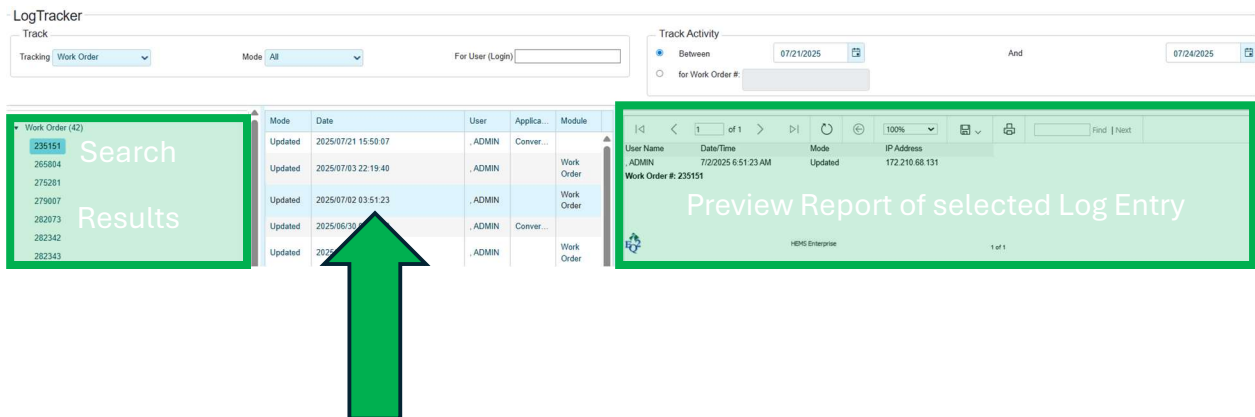 LogTracker
Track
Tracking Work Order
Mode All
For User (Login)
Track Activity
Between 07/21/2025 And 07/24/2025
for Work Order #:
Work Order (42)
235151
265804
275281
279007
282073
282342
282343
Search
Results
Mode Date User Applica... Module
Updated 2025/07/21 15:50:07 , ADMIN Conver...
Updated 2025/07/03 22:19:40 , ADMIN Work Order
Updated 2025/07/02 03:51:23 , ADMIN Work Order
Updated 2025/06/30 , ADMIN Conver...
Updated , ADMIN Work Order
1 of 1 100% Find | Next
User Name Date/Time Mode IP Address
, ADMIN 7/2/2025 6:51:23 AM Updated 172.210.68.131
Work Order #: 235151
Preview Report of selected Log Entry
EQ2 HEMS Enterprise 1 of 1